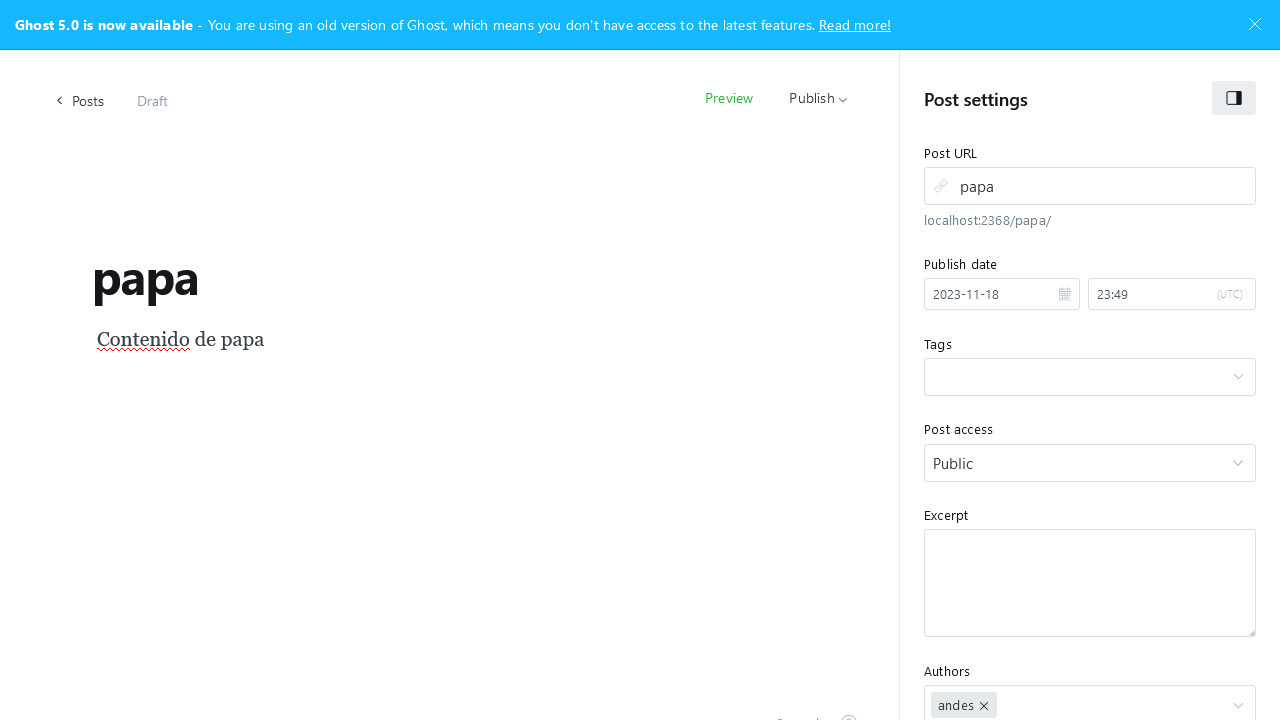 Ghost 5.0 is now available - You are using an old version of Ghost, which means you don't have access to the latest features. Read more!
Posts
Draft
Preview
Publish
papa
Contenido de papa
Post settings
Post URL
papa
localhost:2368/papa/
Publish date
2023-11-18
23:49
(UTC)
Tags
Post access
Public
Excerpt
Authors
andes